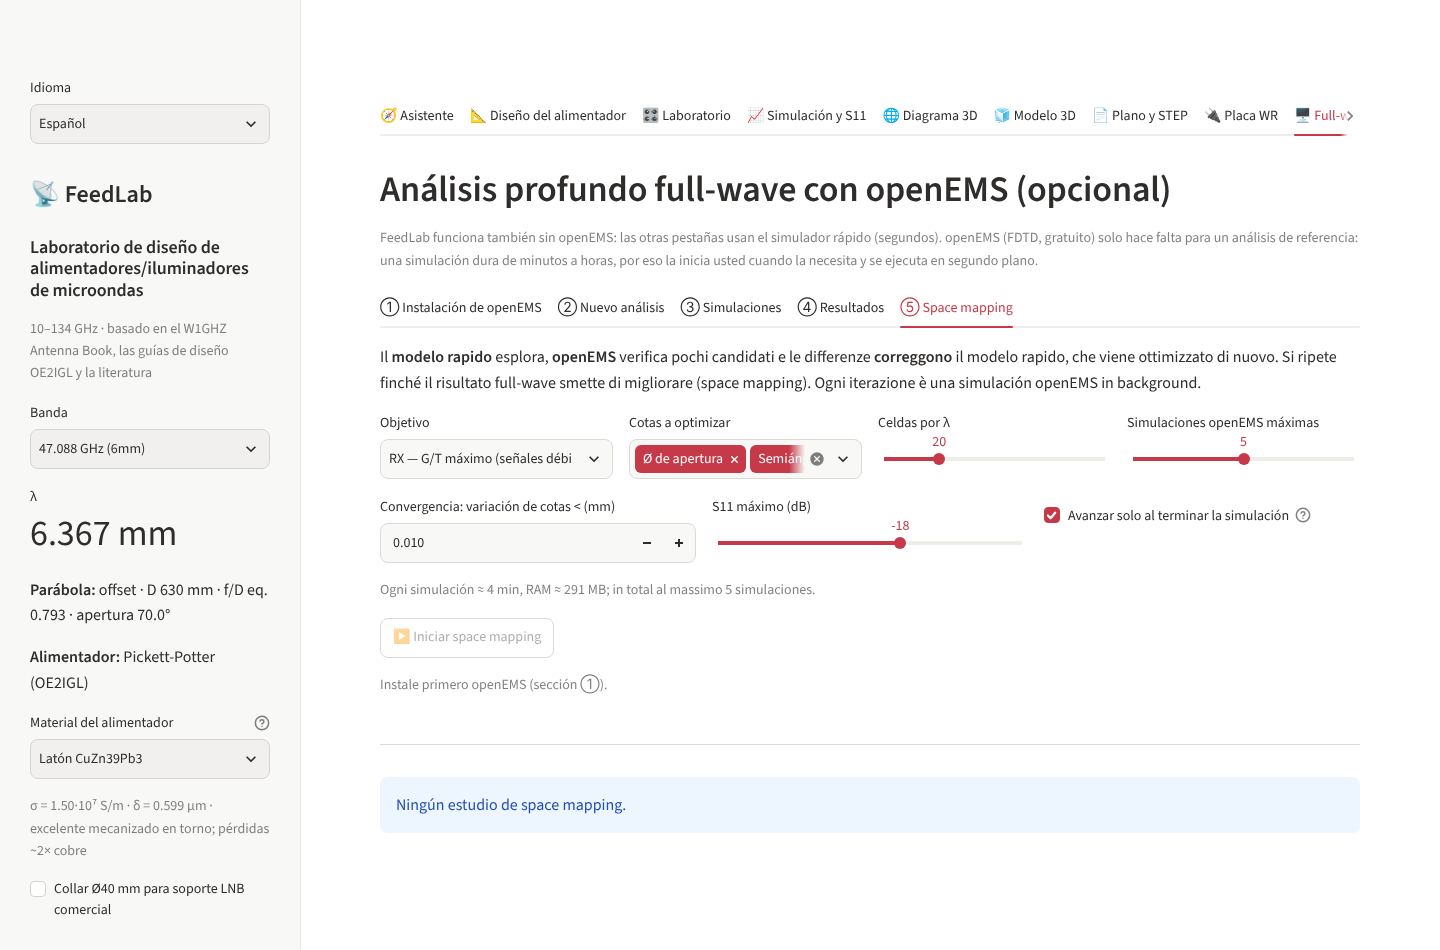 Idioma
Español
FeedLab
Laboratorio de diseño de
alimentadores/iluminadores
de microondas
10–134 GHz · basado en el W1GHZ
Antenna Book, las guías de diseño
OE2IGL y la literatura
Banda
47.088 GHz (6mm)
λ
6.367 mm
Parábola: offset · D 630 mm · f/D eq.
0.793 · apertura 70.0°
Alimentador: Pickett-Potter
(OE2IGL)
Material del alimentador
Latón CuZn39Pb3
σ = 1.50·10⁷ S/m · δ = 0.599 µm ·
excelente mecanizado en torno; pérdidas
~2× cobre
Collar Ø40 mm para soporte LNB
comercial
Asistente Diseño del alimentador Laboratorio Simulación y S11 Diagrama 3D Modelo 3D Plano y STEP Placa WR Full-w
Análisis profundo full-wave con openEMS (opcional)
FeedLab funciona también sin openEMS: las otras pestañas usan el simulador rápido (segundos). openEMS (FDTD, gratuito) solo hace falta para un análisis de referencia:
una simulación dura de minutos a horas, por eso la inicia usted cuando la necesita y se ejecuta en segundo plano.
① Instalación de openEMS ② Nuevo análisis ③ Simulaciones ④ Resultados ⑤ Space mapping
Il modelo rapido esplora, openEMS verifica pochi candidati e le differenze correggono il modelo rapido, che viene ottimizzato di nuovo. Si ripete
finché il risultato full-wave smette di migliorare (space mapping). Ogni iterazione è una simulación openEMS in background.
Objetivo Cotas a optimizar Celdas por λ Simulaciones openEMS máximas
RX — G/T máximo (señales débi Ø de apertura Semián 20 5
Convergencia: variación de cotas < (mm) S11 máximo (dB)
0.010 -18 Avanzar solo al terminar la simulación
Ogni simulación ≈ 4 min, RAM ≈ 291 MB; in total al massimo 5 simulaciones.
Iniciar space mapping
Instale primero openEMS (sección ①).
Ningún estudio de space mapping.